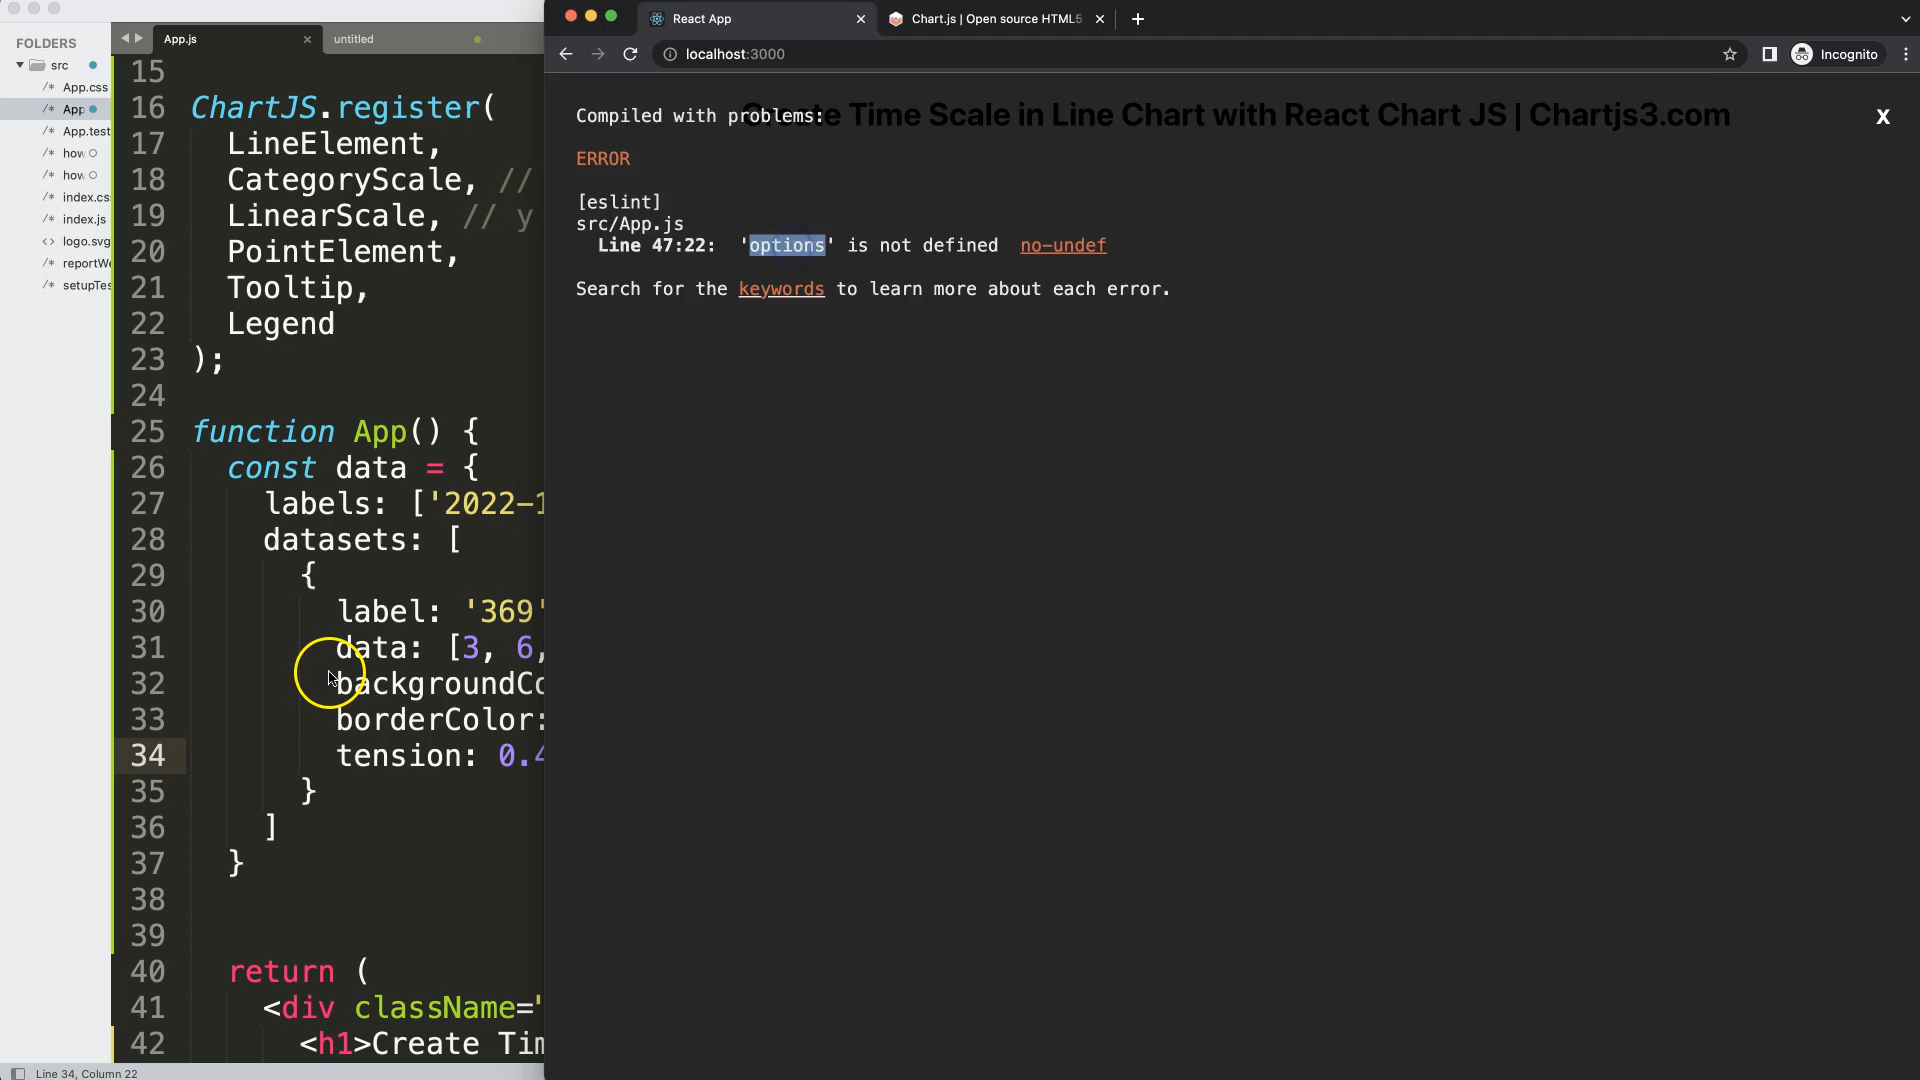 FOLDERS
src
App.css
App
App.test
how
how
index.cs
index.js
logo.svg
reportWe
setupTes
App.js
untitled
15
16 ChartJS.register(
17 LineElement,
18 CategoryScale, //
19 LinearScale, // y
20 PointElement,
21 Tooltip,
22 Legend
23 );
24
25 function App() {
26 const data = {
27 labels: ['2022-1
28 datasets: [
29 {
30 label: '369'
31 data: [3, 6,
32 backgroundCo
33 borderColor:
34 tension: 0.4
35 }
36 ]
37 }
38
39
40 return (
41 <div className="
42 <h1>Create Tim
Line 34, Column 22
React App
Chart.js | Open source HTML5
localhost:3000
Incognito
Compiled with problems:
e Time Scale in Line Chart with React Chart JS | Chartjs3.com
X
ERROR
[eslint]
src/App.js
Line 47:22: 'options' is not defined no-undef
Search for the keywords to learn more about each error.